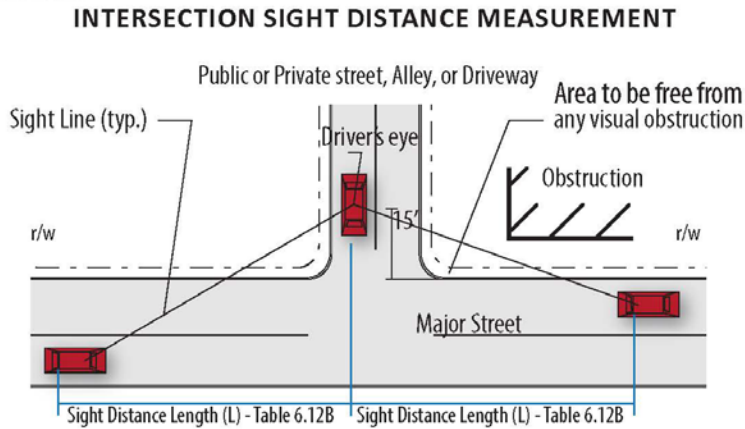 INTERSECTION SIGHT DISTANCE MEASUREMENT
Public or Private street, Alley, or Driveway
Sight Line (typ.)
Area to be free from
any visual obstruction
Driver's eye
Obstruction
15'
r/w
r/w
Major Street
Sight Distance Length (L) - Table 6.12B
Sight Distance Length (L) - Table 6.12B